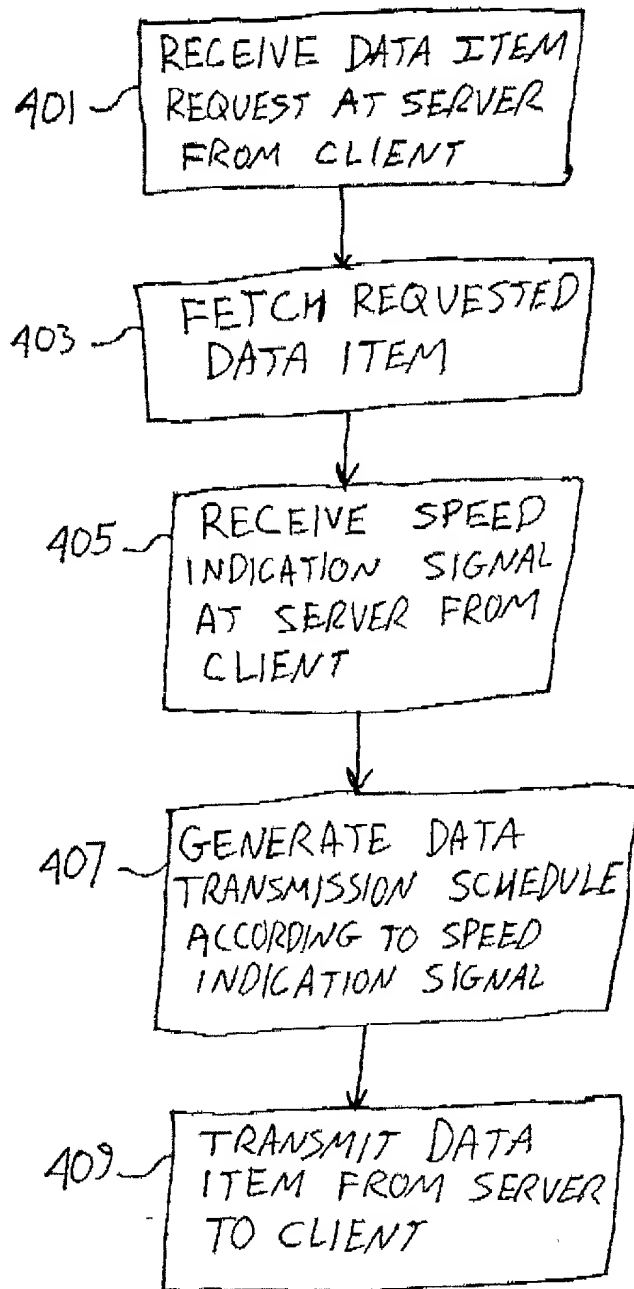 401
RECEIVE DATA ITEM
REQUEST AT SERVER
FROM CLIENT
403
FETCH REQUESTED
DATA ITEM
405
RECEIVE SPEED
INDICATION SIGNAL
AT SERVER FROM
CLIENT
407
GENERATE DATA
TRANSMISSION SCHEDULE
ACCORDING TO SPEED
INDICATION SIGNAL
409
TRANSMIT DATA
ITEM FROM SERVER
TO CLIENT